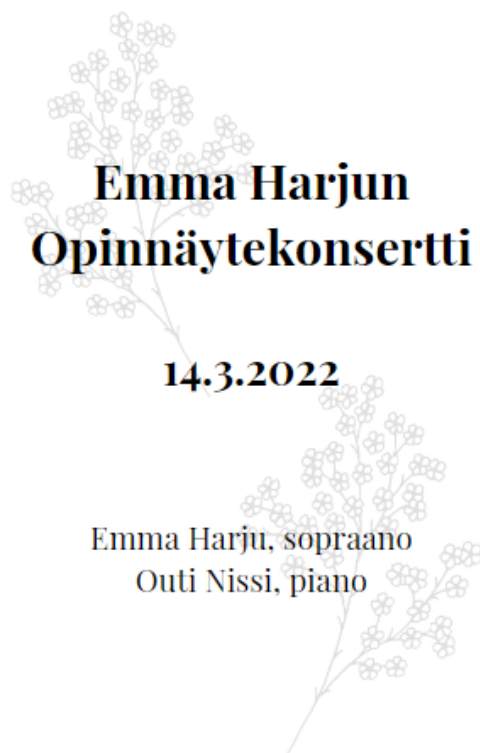 Emma Harjun
Opinnäytekonsertti
14.3.2022
Emma Harju, sopraano
Outi Nissi, piano